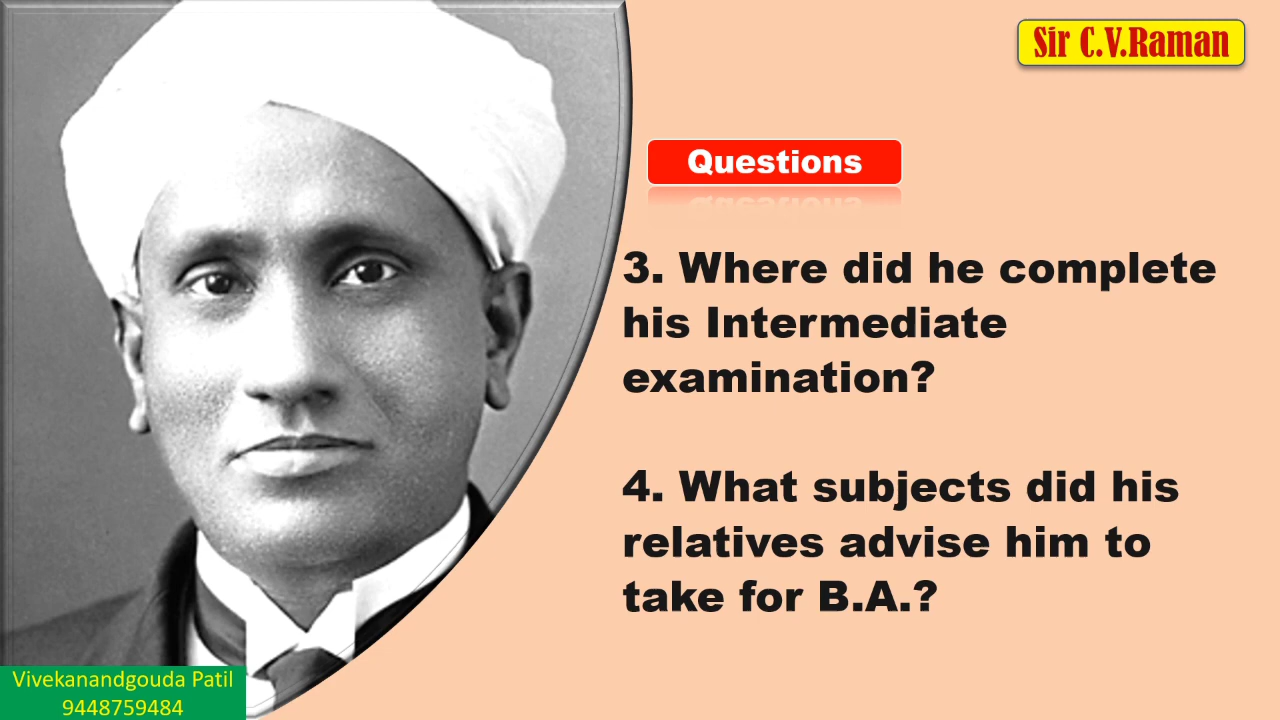 Sir C.V.Raman
Questions
3. Where did he complete
his Intermediate
examination?
4. What subjects did his
relatives advise him to
take for B.A.?
Vivekanandgouda Patil
9448759484